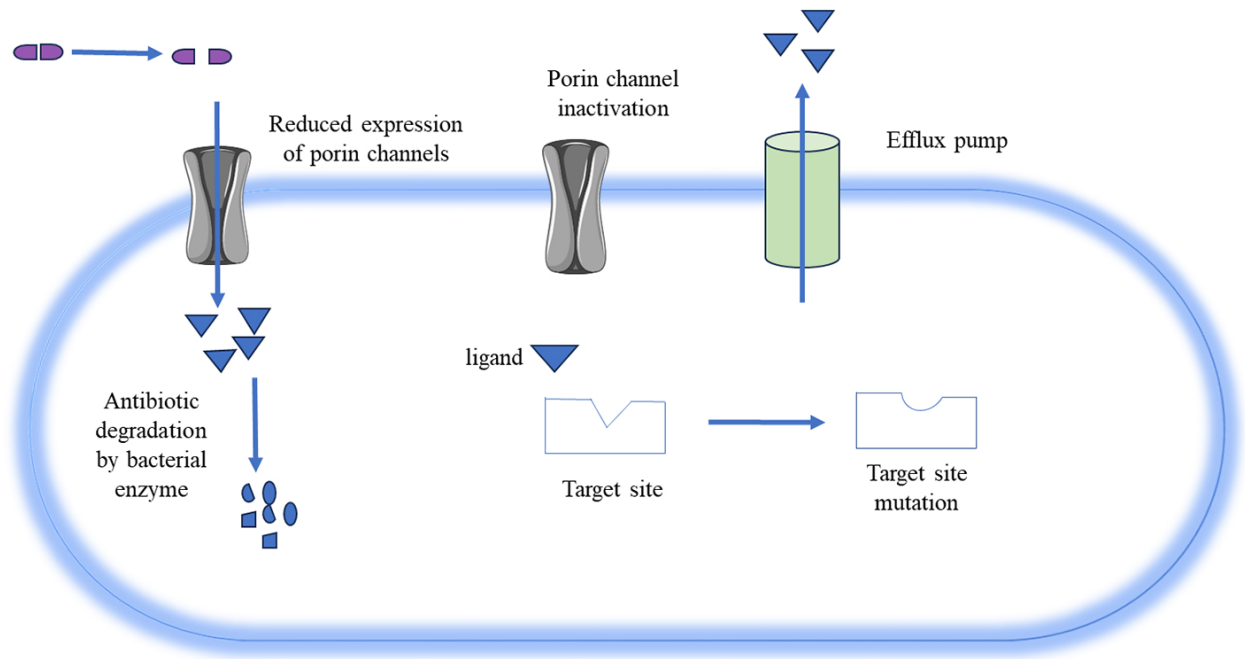 Reduced expression
of porin channels
Porin channel
inactivation
Efflux pump
ligand
Antibiotic
degradation
by bacterial
enzyme
Target site
Target site
mutation